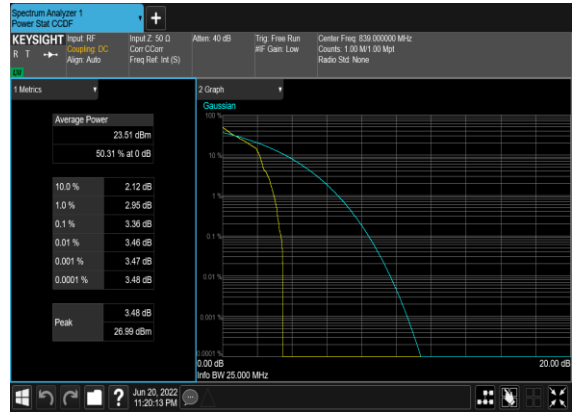 Spectrum Analyzer 1
Power Stat CCDF
KEYSIGHT
R T
Input: RF
Coupling: DC
Align: Auto
Input Z: 50 Ω
Corr CCorr
Freq Ref: Int (S)
Atten: 40 dB
Trig: Free Run
#IF Gain: Low
Center Freq: 839.000000 MHz
Counts: 1.00 M/1.00 Mpt
Radio Std: None
1 Metrics
Average Power
23.51 dBm
50.31 % at 0 dB
10.0 % 2.12 dB
1.0 % 2.95 dB
0.1 % 3.36 dB
0.01 % 3.46 dB
0.001 % 3.47 dB
0.0001 % 3.48 dB
Peak
3.48 dB
26.99 dBm
2 Graph
Gaussian
100 %
10 %
1 %
0.1 %
0.01 %
0.001 %
0.0001 %
0.00 dB 20.00 dB
Info BW 25.000 MHz
?
Jun 20, 2022
11:20:13 PM